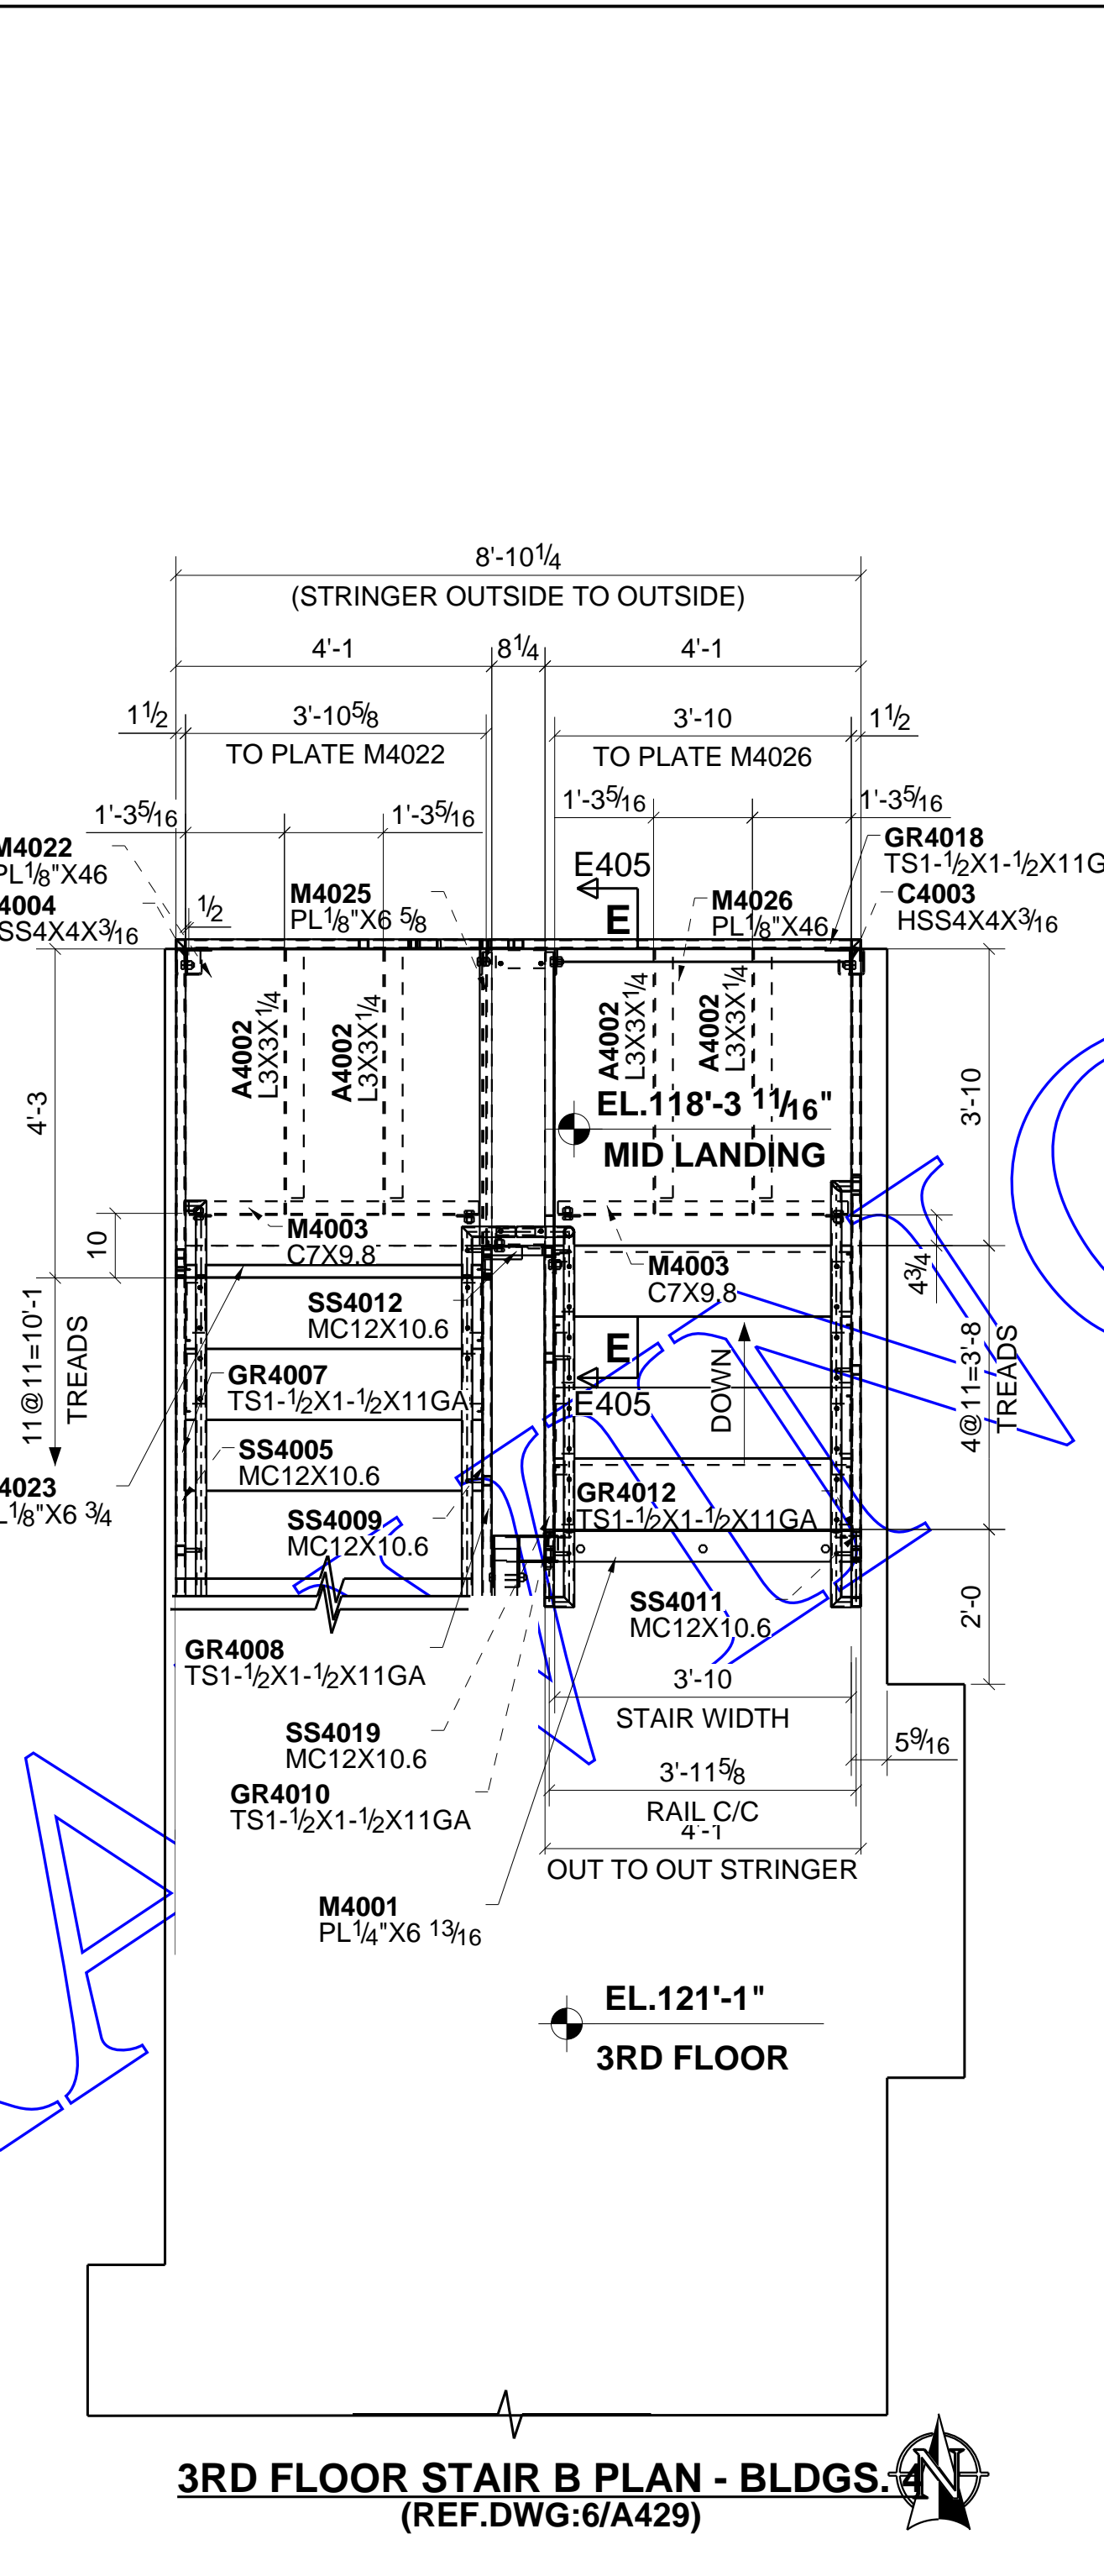 8'-10 1/4
(STRINGER OUTSIDE TO OUTSIDE)
4'-1
8 1/4
4'-1
1 1/2
3'-10 5/8
TO PLATE M4022
3'-10
TO PLATE M4026
1 1/2
1'-3 5/16
1'-3 5/16
1'-3 5/16
1'-3 5/16
M4022
PL 1/8"X46
4004
SS4X4X 3/16
1/2
M4025
PL 1/8"X6 5/8
E405
E
M4026
PL 1/8"X46
GR4018
TS1-1/2X1-1/2X11G
C4003
HSS4X4X 3/16
A4002
L3X3X1/4
A4002
L3X3X1/4
A4002
L3X3X1/4
A4002
L3X3X1/4
EL.118'-3 11/16"
MID LANDING
4'-3
3'-10
10
M4003
C7X9.8
M4003
C7X9.8
4 3/4
SS4012
MC12X10.6
11@11=10'-1
TREADS
GR4007
TS1-1/2X1-1/2X11GA
E
E405
DOWN
4@11=3'-8
TREADS
SS4005
MC12X10.6
4023
L 1/8"X6 3/4
SS4009
MC12X10.6
GR4012
TS1-1/2X1-1/2X11GA
SS4011
MC12X10.6
2'-0
GR4008
TS1-1/2X1-1/2X11GA
3'-10
STAIR WIDTH
SS4019
MC12X10.6
5 9/16
GR4010
TS1-1/2X1-1/2X11GA
3'-11 5/8
RAIL C/C
4'-1
OUT TO OUT STRINGER
M4001
PL 1/4"X6 13/16
EL.121'-1"
3RD FLOOR
3RD FLOOR STAIR B PLAN - BLDGS. 4
N
(REF.DWG:6/A429)